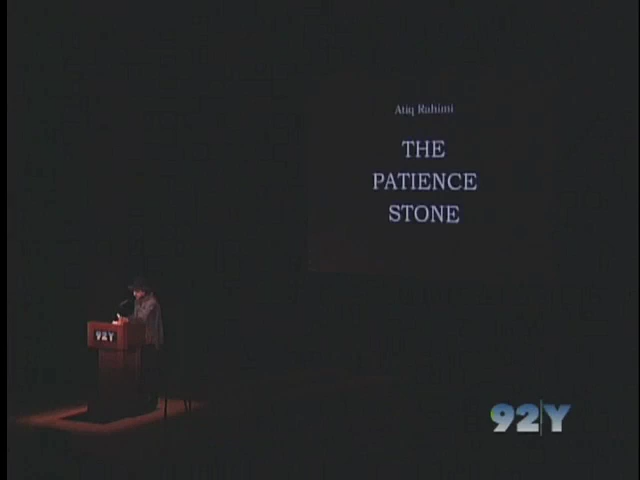 Atiq Rahimi
THE
PATIENCE
STONE
92Y
92Y